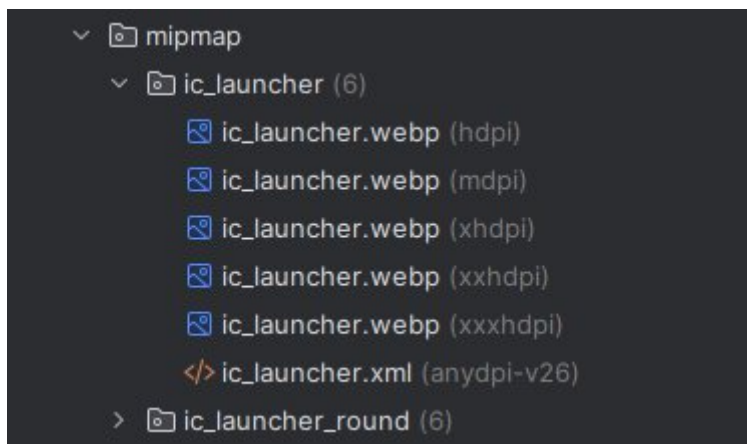 mipmap
ic_launcher (6)
ic_launcher.webp (hdpi)
ic_launcher.webp (mdpi)
ic_launcher.webp (xhdpi)
ic_launcher.webp (xxhdpi)
ic_launcher.webp (xxxhdpi)
ic_launcher.xml (anydpi-v26)
ic_launcher_round (6)